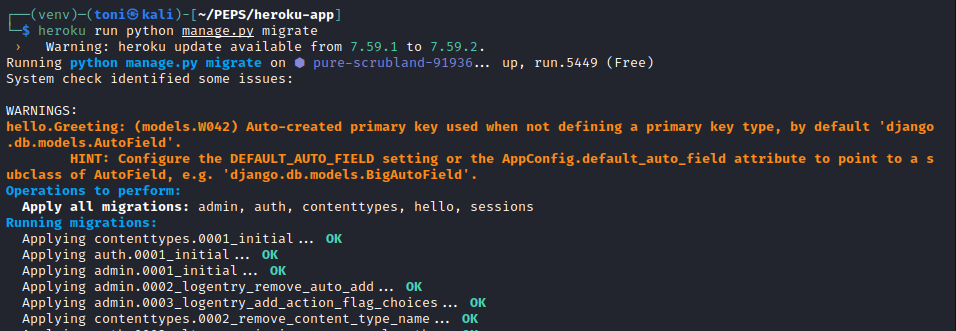 (venv)─(toni㉿kali)-[~/PEPS/heroku-app]
$ heroku run python manage.py migrate
› Warning: heroku update available from 7.59.1 to 7.59.2.
Running python manage.py migrate on ⬢ pure-scrubland-91936... up, run.5449 (Free)
System check identified some issues:
WARNINGS:
hello.Greeting: (models.W042) Auto-created primary key used when not defining a primary key type, by default 'django
.db.models.AutoField'.
HINT: Configure the DEFAULT_AUTO_FIELD setting or the AppConfig.default_auto_field attribute to point to a s
ubclass of AutoField, e.g. 'django.db.models.BigAutoField'.
Operations to perform:
Apply all migrations: admin, auth, contenttypes, hello, sessions
Running migrations:
Applying contenttypes.0001_initial... OK
Applying auth.0001_initial... OK
Applying admin.0001_initial... OK
Applying admin.0002_logentry_remove_auto_add... OK
Applying admin.0003_logentry_add_action_flag_choices... OK
Applying contenttypes.0002_remove_content_type_name... OK